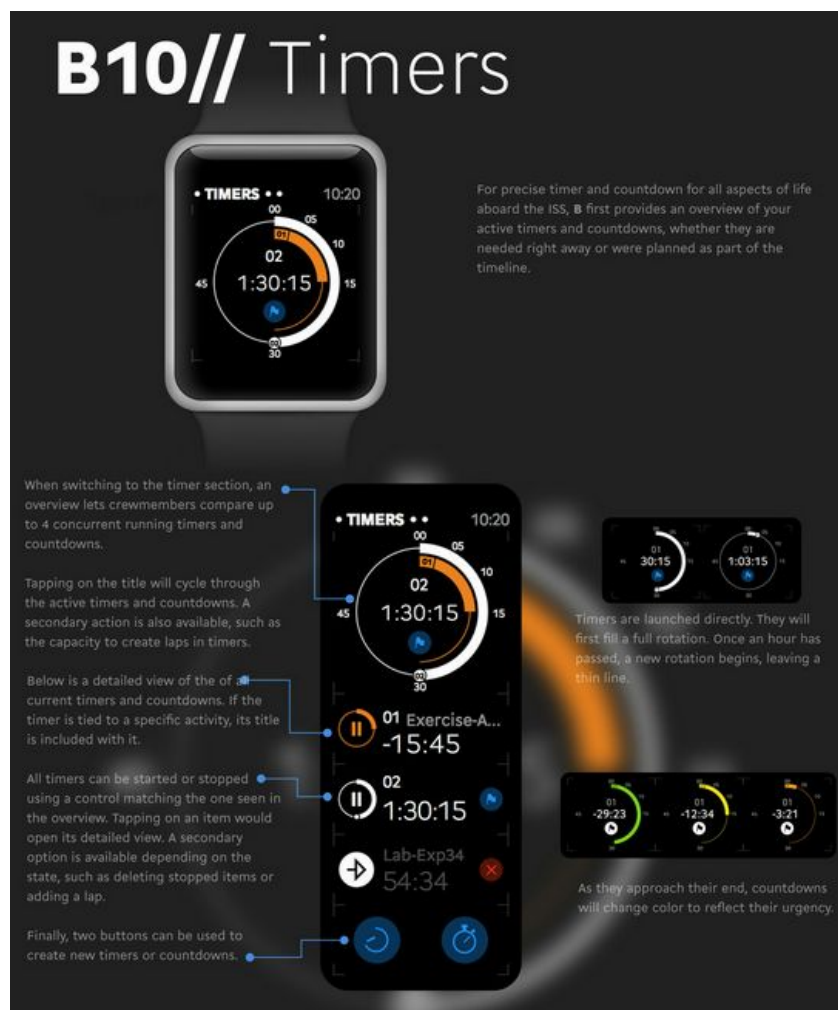 B10// Timers
• TIMERS • • 10:20
00
05
01
10
02
1:30:15
45
15
02
30
For precise timer and countdown for all aspects of life
aboard the ISS, B first provides an overview of your
active timers and countdowns, whether they are
needed right away or were planned as part of the
timeline.
When switching to the timer section, an
overview lets crewmembers compare up
to 4 concurrent running timers and
countdowns.
Tapping on the title will cycle through
the active timers and countdowns. A
secondary action is also available, such as
the capacity to create laps in timers.
Below is a detailed view of the of all
current timers and countdowns. If the
timer is tied to a specific activity, its title
is included with it.
All timers can be started or stopped
using a control matching the one seen in
the overview. Tapping on an item would
open its detailed view. A secondary
option is available depending on the
state, such as deleting stopped items or
adding a lap.
Finally, two buttons can be used to
create new timers or countdowns.
• TIMERS • • 10:20
00
05
01
10
02
1:30:15
45
15
02
30
01 Exercise-A...
-15:45
02
1:30:15
Lab-Exp34
54:34
01
30:15
01
1:03:15
Timers are launched directly. They will
first fill a full rotation. Once an hour has
passed, a new rotation begins, leaving a
thin line.
01
-29:23
01
-12:34
01
-3:21
As they approach their end, countdowns
will change color to reflect their urgency.